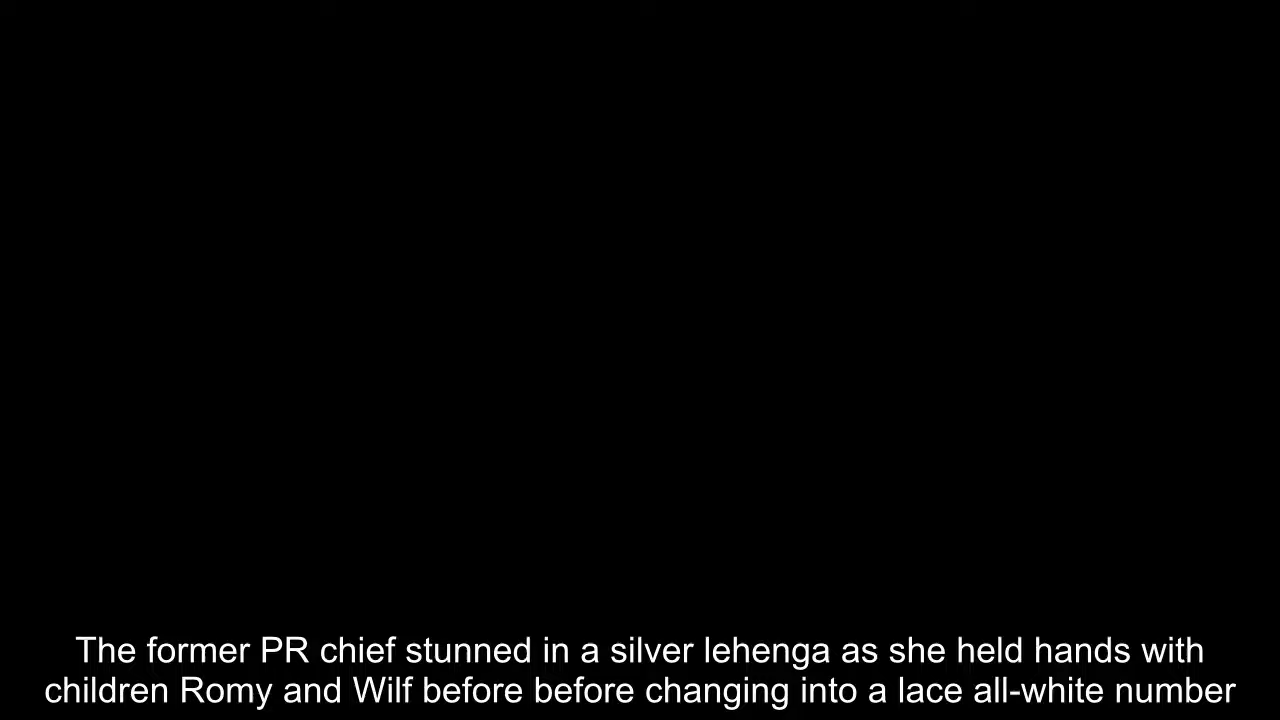 The former PR chief stunned in a silver lehenga as she held hands with
children Romy and Wilf before before changing into a lace all-white number